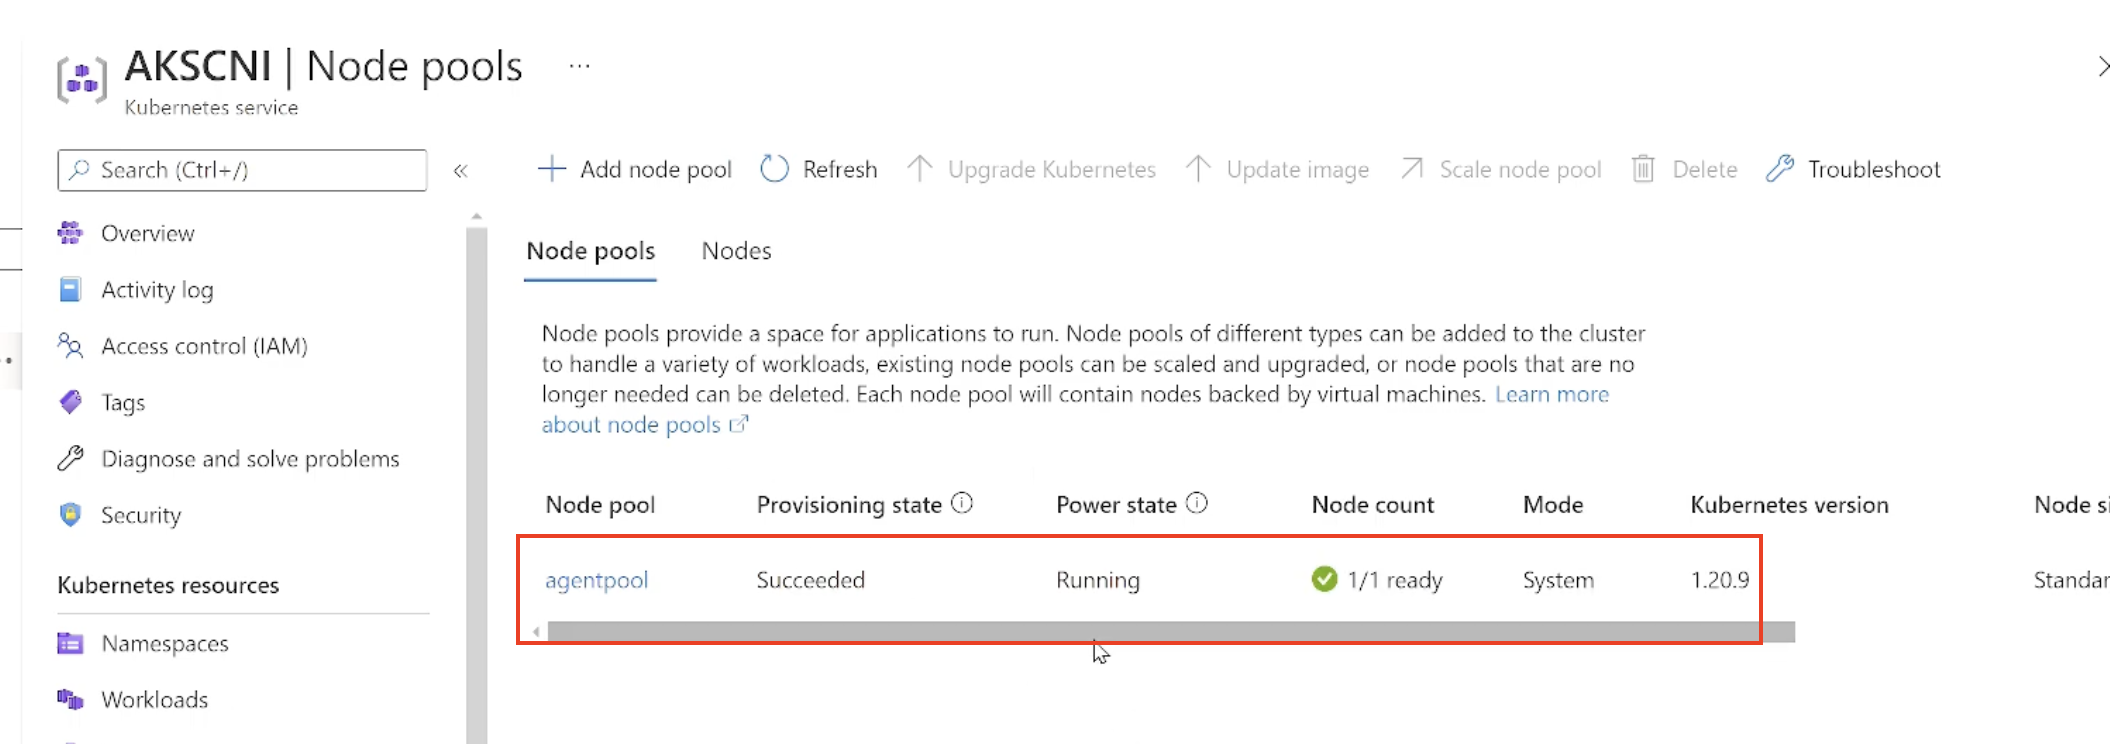 AKSCNI | Node pools ...
Kubernetes service
Search (Ctrl+/) «
Add node pool Refresh Upgrade Kubernetes Update image Scale node pool Delete Troubleshoot
Overview
Activity log
Access control (IAM)
Tags
Diagnose and solve problems
Security
Kubernetes resources
Namespaces
Workloads
Node pools Nodes
Node pools provide a space for applications to run. Node pools of different types can be added to the cluster
to handle a variety of workloads, existing node pools can be scaled and upgraded, or node pools that are no
longer needed can be deleted. Each node pool will contain nodes backed by virtual machines. Learn more
about node pools
Node pool Provisioning state Power state Node count Mode Kubernetes version Node si
agentpool Succeeded Running 1/1 ready System 1.20.9 Standar